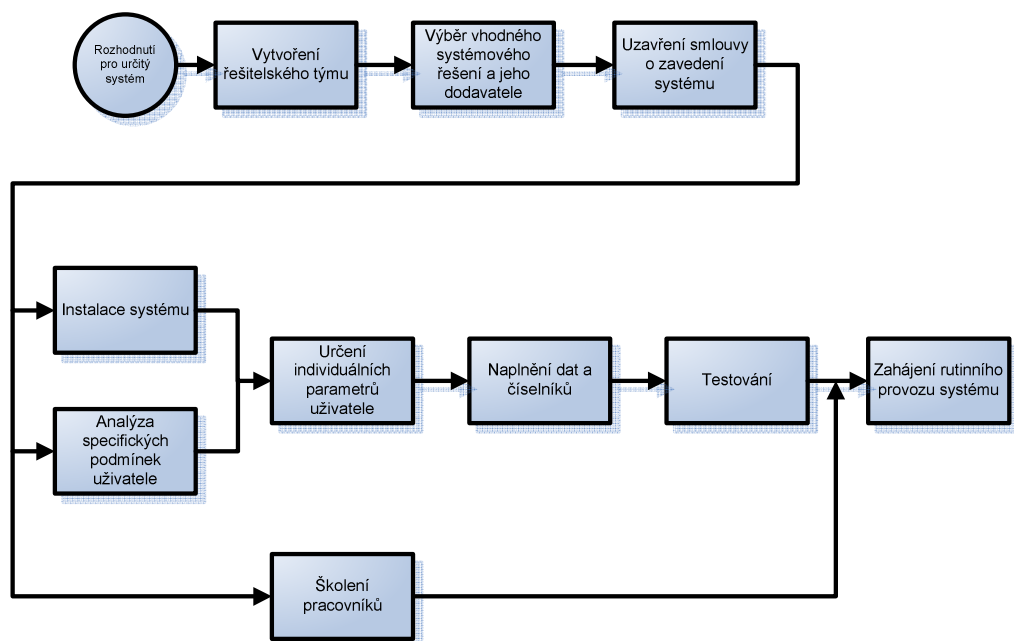 Rozhodnutí
pro určitý
systém
Vytvoření
řešitelského týmu
Výběr vhodného
systémového
řešení a jeho
dodavatele
Uzavření smlouvy
o zavedení
systému
Instalace systému
Analýza
specifických
podmínek
uživatele
Určení
individuálních
parametrů
uživatele
Naplnění dat a
číselníků
Testování
Zahájení rutinního
provozu systému
Školení
pracovníků